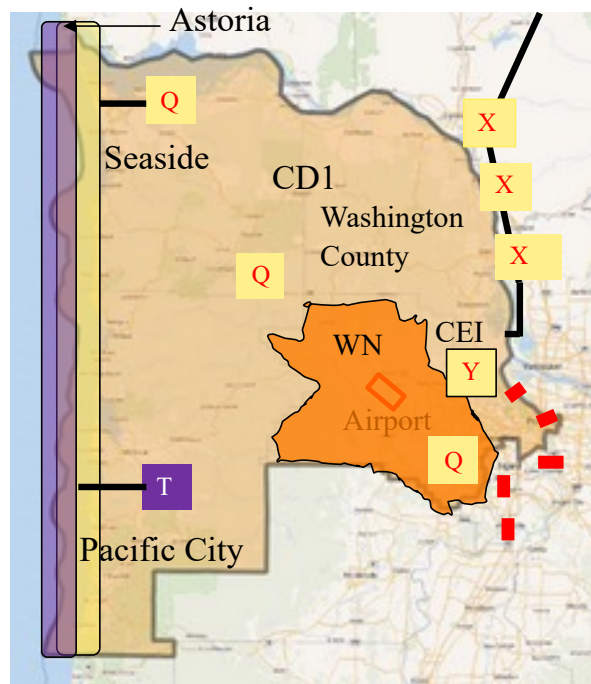 Astoria
Q
X
Seaside
CD1
X
Washington
County
X
Q
WN
CEI
Y
Airport
Q
T
Pacific City